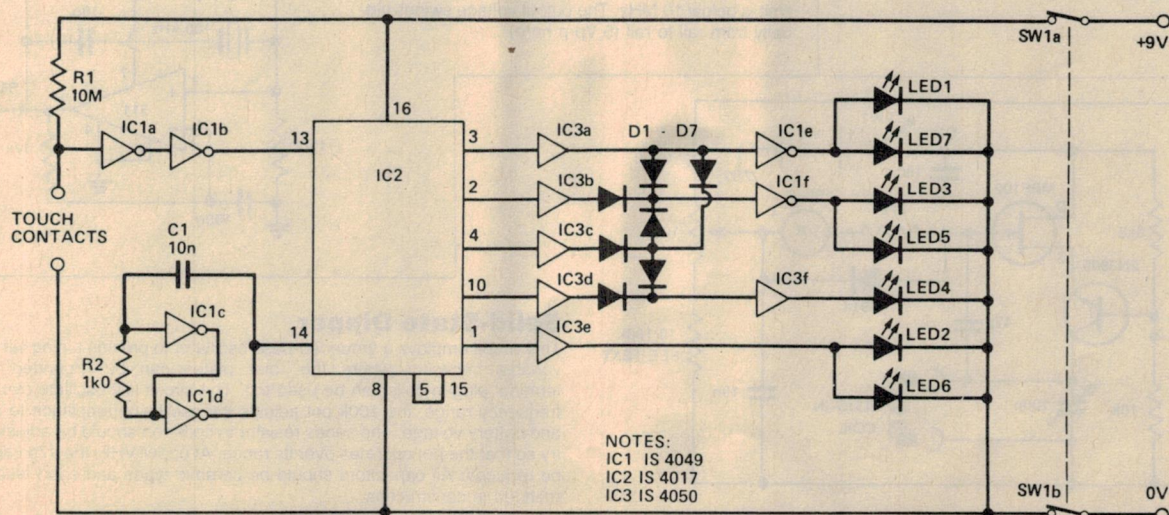 SW1a
+9V
R1
10M
IC1a
IC1b
13
16
IC2
3
2
4
10
1
14
8
5
15
IC3a
IC3b
IC3c
IC3d
IC3e
D1 - D7
IC1e
IC1f
IC3f
LED1
LED7
LED3
LED5
LED4
LED2
LED6
TOUCH
CONTACTS
C1
10n
IC1c
R2
1k0
IC1d
NOTES:
IC1 IS 4049
IC2 IS 4017
IC3 IS 4050
SW1b
0V